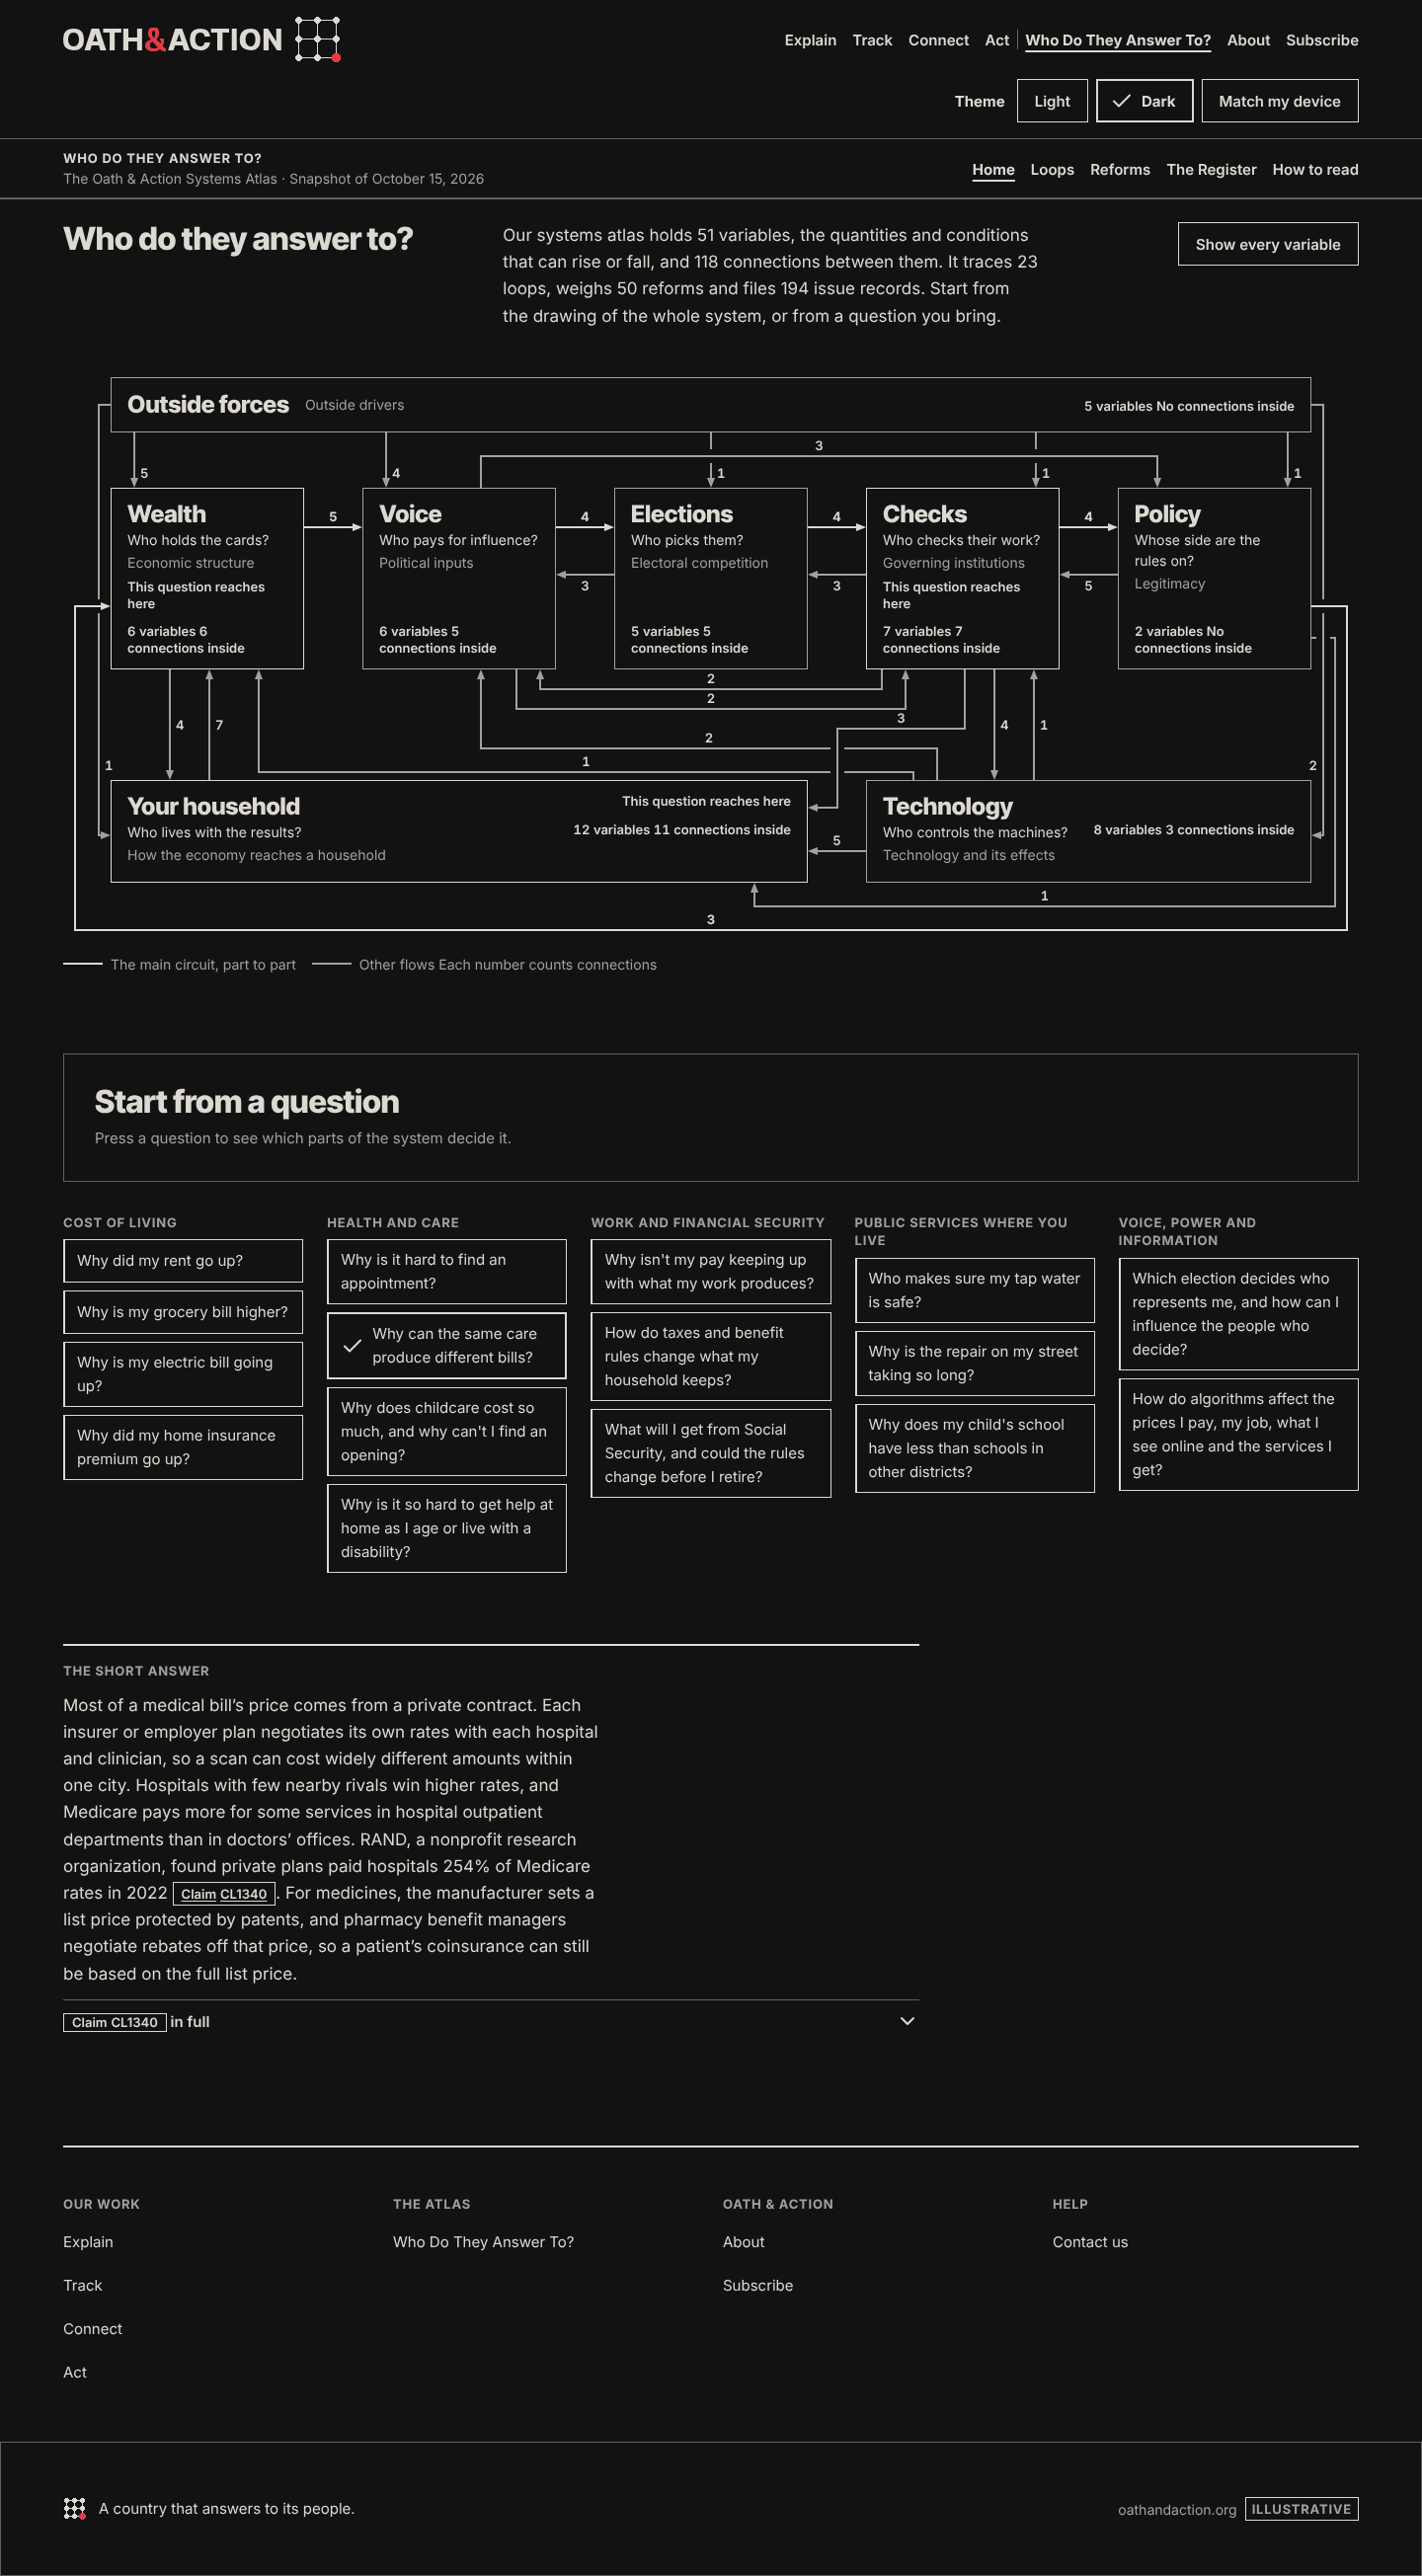 OATH&ACTION
Explain Track Connect Act Who Do They Answer To? About Subscribe
Theme Light Dark Match my device
WHO DO THEY ANSWER TO?
The Oath & Action Systems Atlas · Snapshot of October 15, 2026
Home Loops Reforms The Register How to read
Who do they answer to?
Our systems atlas holds 51 variables, the quantities and conditions
that can rise or fall, and 118 connections between them. It traces 23
loops, weighs 50 reforms and files 194 issue records. Start from
the drawing of the whole system, or from a question you bring.
Show every variable
Outside forces Outside drivers
5 variables No connections inside
3
5 4 1 1 1
Wealth
Who holds the cards?
Economic structure
This question reaches
here
6 variables 6
connections inside
5
Voice
Who pays for influence?
Political inputs
6 variables 5
connections inside
4
3
Elections
Who picks them?
Electoral competition
5 variables 5
connections inside
4
3
Checks
Who checks their work?
Governing institutions
This question reaches
here
7 variables 7
connections inside
4
5
Policy
Whose side are the
rules on?
Legitimacy
2 variables No
connections inside
2
2
3
4 7 4 1
2
1
1 2
Your household
Who lives with the results?
How the economy reaches a household
This question reaches here
12 variables 11 connections inside
5
Technology
Who controls the machines?
Technology and its effects
8 variables 3 connections inside
1
3
The main circuit, part to part Other flows Each number counts connections
Start from a question
Press a question to see which parts of the system decide it.
COST OF LIVING
Why did my rent go up?
Why is my grocery bill higher?
Why is my electric bill going
up?
Why did my home insurance
premium go up?
HEALTH AND CARE
Why is it hard to find an
appointment?
Why can the same care
produce different bills?
Why does childcare cost so
much, and why can't I find an
opening?
Why is it so hard to get help at
home as I age or live with a
disability?
WORK AND FINANCIAL SECURITY
Why isn't my pay keeping up
with what my work produces?
How do taxes and benefit
rules change what my
household keeps?
What will I get from Social
Security, and could the rules
change before I retire?
PUBLIC SERVICES WHERE YOU
LIVE
Who makes sure my tap water
is safe?
Why is the repair on my street
taking so long?
Why does my child's school
have less than schools in
other districts?
VOICE, POWER AND
INFORMATION
Which election decides who
represents me, and how can I
influence the people who
decide?
How do algorithms affect the
prices I pay, my job, what I
see online and the services I
get?
THE SHORT ANSWER
Most of a medical bill’s price comes from a private contract. Each
insurer or employer plan negotiates its own rates with each hospital
and clinician, so a scan can cost widely different amounts within
one city. Hospitals with few nearby rivals win higher rates, and
Medicare pays more for some services in hospital outpatient
departments than in doctors’ offices. RAND, a nonprofit research
organization, found private plans paid hospitals 254% of Medicare
rates in 2022 Claim CL1340. For medicines, the manufacturer sets a
list price protected by patents, and pharmacy benefit managers
negotiate rebates off that price, so a patient’s coinsurance can still
be based on the full list price.
Claim CL1340 in full
OUR WORK
Explain
Track
Connect
Act
THE ATLAS
Who Do They Answer To?
OATH & ACTION
About
Subscribe
HELP
Contact us
A country that answers to its people.
oathandaction.org ILLUSTRATIVE